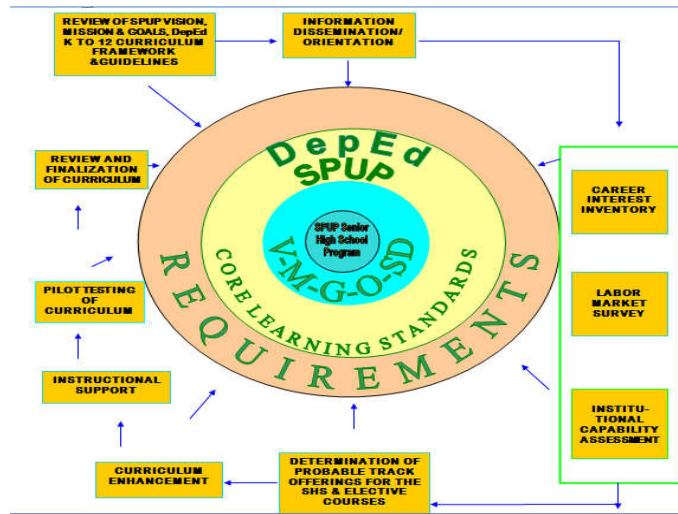 REVIEW OF SPUP VISION,
MISSION & GOALS, DepEd
K TO 12 CURRICULUM
FRAMEWORK
&GUIDELINES
INFORMATION
DISSEMINATION/
ORIENTATION
REVIEW AND
FINALIZATION
OF CURRICULUM
PILOT TESTING
OF
CURRICULUM
INSTRUCTIONAL
SUPPORT
CURRICULUM
ENHANCEMENT
DETERMINATION OF
PROBABLE TRACK
OFFERINGS FOR THE
SHS & ELECTIVE
COURSES
CAREER
INTEREST
INVENTORY
LABOR
MARKET
SURVEY
INSTITU-
TIONAL
CAPABILITY
ASSESSMENT
DepEd
SPUP
SPUP Senior
High School
Program
V-M-G-O-SD
CORE LEARNING STANDARDS
REQUIREMENTS